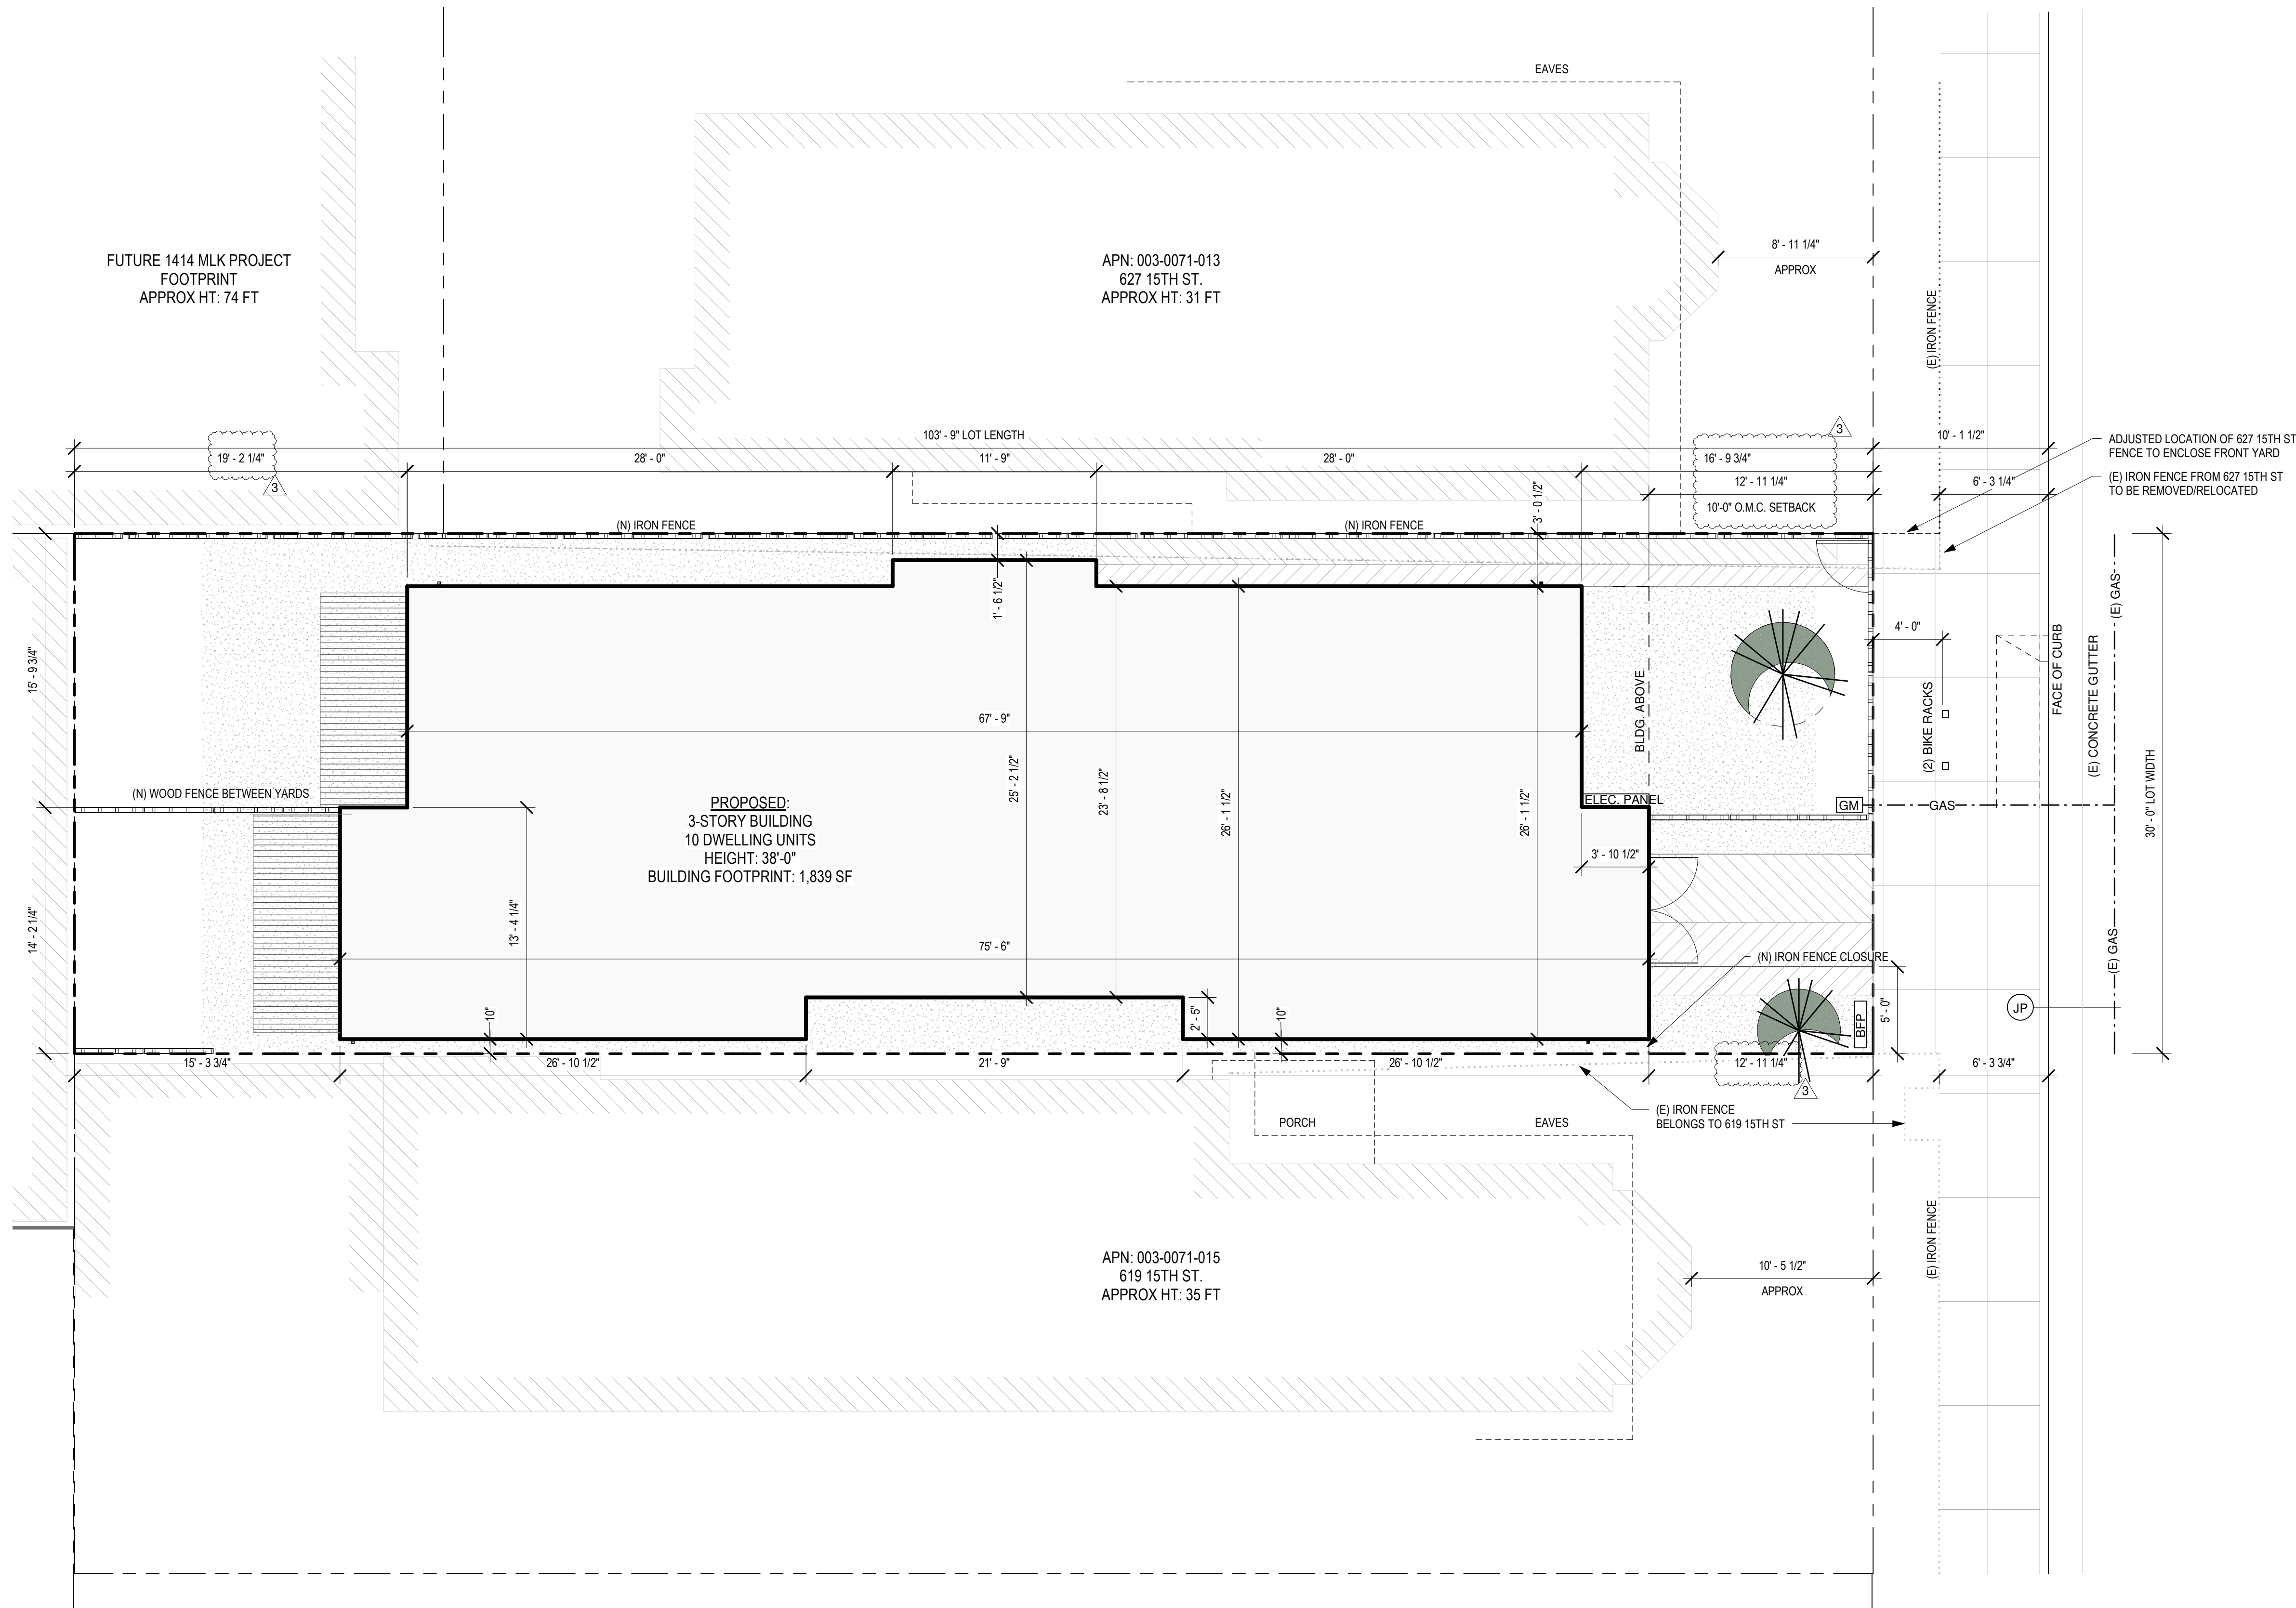 EAVES
FUTURE 1414 MLK PROJECT
FOOTPRINT
APPROX HT: 74 FT
APN: 003-0071-013
627 15TH ST.
APPROX HT: 31 FT
8' - 11 1/4"
APPROX
(E) IRON FENCE
3
103' - 9" LOT LENGTH
10' - 1 1/2"
ADJUSTED LOCATION OF 627 15TH ST
FENCE TO ENCLOSE FRONT YARD
19' - 2 1/4"
28' - 0"
11' - 9"
28' - 0"
16' - 9 3/4"
3
12' - 11 1/4"
6' - 3 1/4"
(E) IRON FENCE FROM 627 15TH ST
TO BE REMOVED/RELOCATED
10'-0" O.M.C. SETBACK
3' - 0 1/2"
(N) IRON FENCE
(N) IRON FENCE
1' - 6 1/2"
(E) GAS
4' - 0"
15' - 9 3/4"
67' - 9"
BLDG. ABOVE
(2) BIKE RACKS
FACE OF CURB
(E) CONCRETE GUTTER
25' - 2 1/2"
23' - 8 1/2"
26' - 1 1/2"
26' - 1 1/2"
(N) WOOD FENCE BETWEEN YARDS
ELEC. PANEL
GM
GAS
30' - 0" LOT WIDTH
PROPOSED:
3-STORY BUILDING
10 DWELLING UNITS
HEIGHT: 38'-0"
BUILDING FOOTPRINT: 1,839 SF
3' - 10 1/2"
14' - 2 1/4"
13' - 4 1/4"
75' - 6"
(N) IRON FENCE CLOSURE
(E) GAS
10"
2' - 5"
10"
BFP
5' - 0"
JP
15' - 3 3/4"
26' - 10 1/2"
21' - 9"
26' - 10 1/2"
12' - 11 1/4"
6' - 3 3/4"
3
(E) IRON FENCE
BELONGS TO 619 15TH ST
PORCH
EAVES
(E) IRON FENCE
APN: 003-0071-015
619 15TH ST.
APPROX HT: 35 FT
10' - 5 1/2"
APPROX